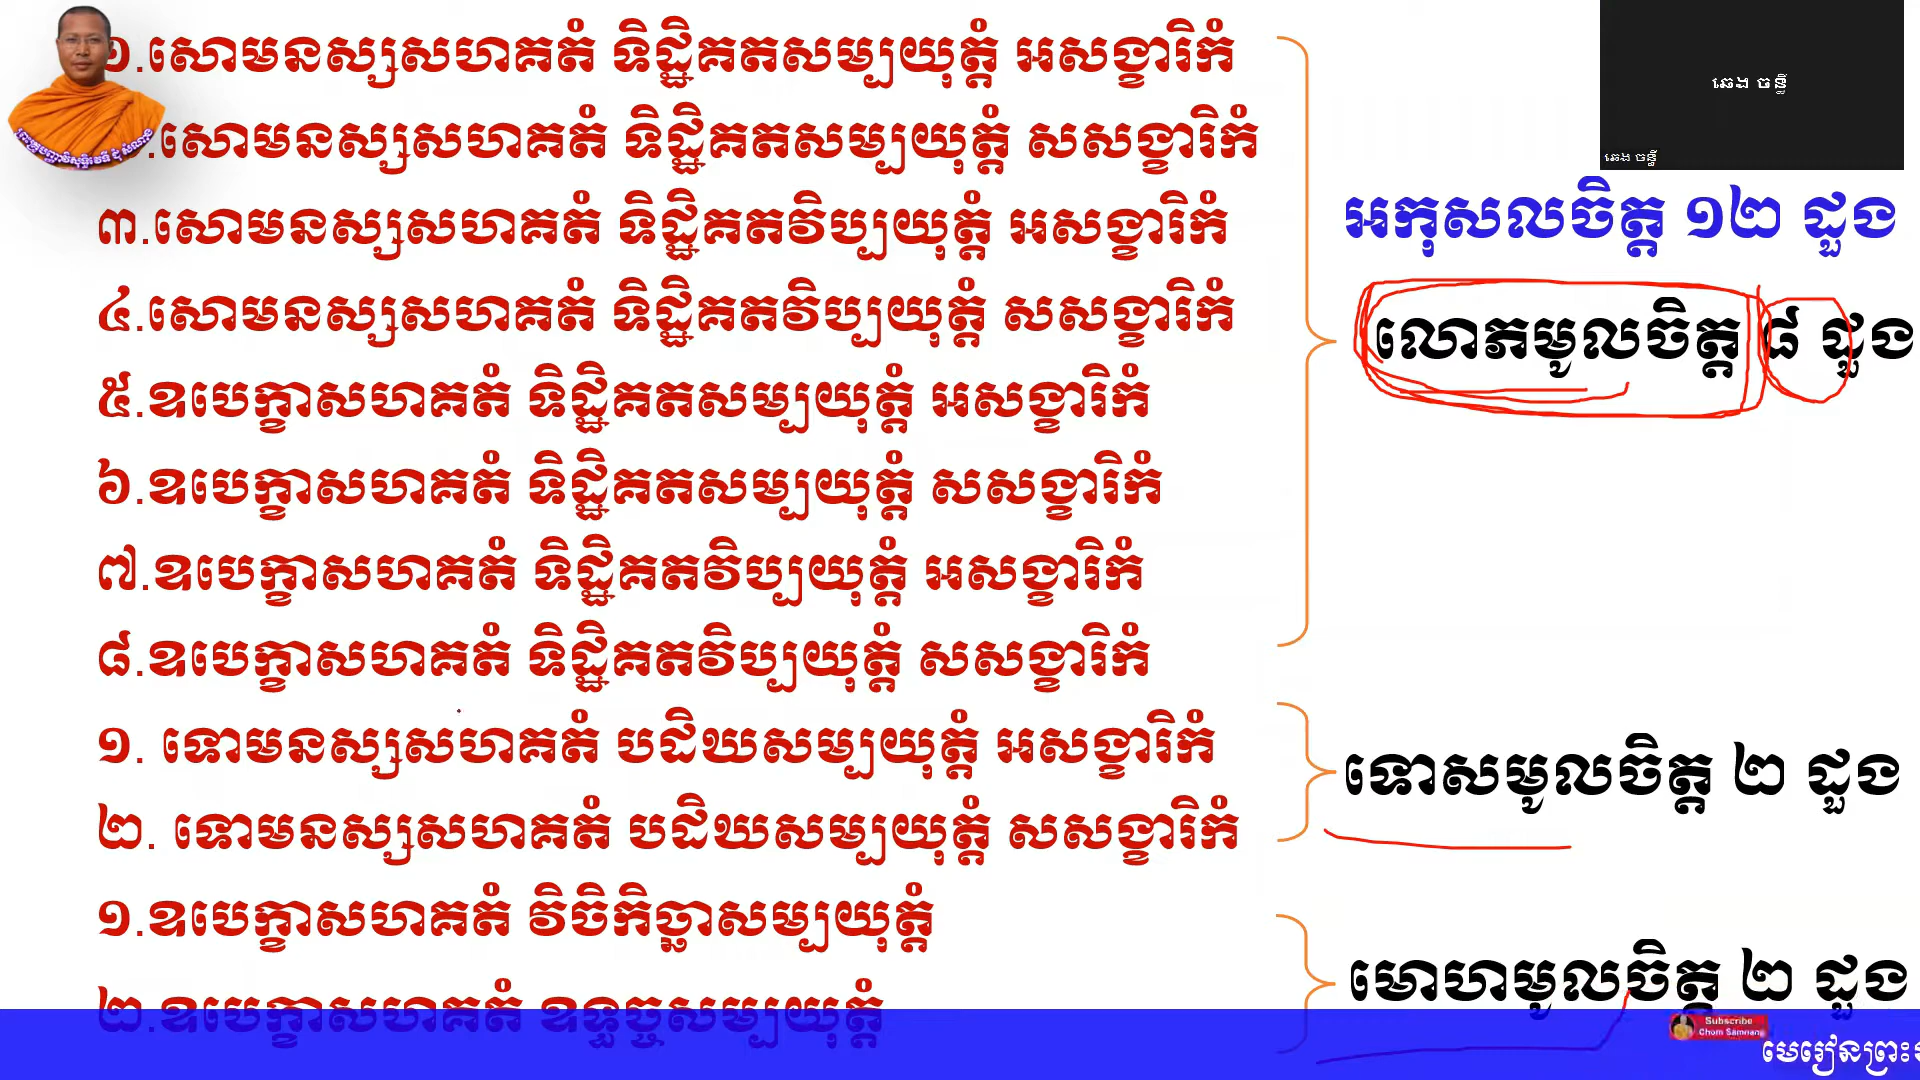 ១.សោមនស្សសហគតំ ទិដ្ឋិគតសម្បយុត្តំ អសង្ខារិកំ
.សោមនស្សសហគតំ ទិដ្ឋិគតសម្បយុត្តំ សសង្ខារិកំ
៣.សោមនស្សសហគតំ ទិដ្ឋិគតវិប្បយុត្តំ អសង្ខារិកំ
៤.សោមនស្សសហគតំ ទិដ្ឋិគតវិប្បយុត្តំ សសង្ខារិកំ
៥.ឧបេក្ខាសហគតំ ទិដ្ឋិគតសម្បយុត្តំ អសង្ខារិកំ
៦.ឧបេក្ខាសហគតំ ទិដ្ឋិគតសម្បយុត្តំ សសង្ខារិកំ
៧.ឧបេក្ខាសហគតំ ទិដ្ឋិគតវិប្បយុត្តំ អសង្ខារិកំ
៨.ឧបេក្ខាសហគតំ ទិដ្ឋិគតវិប្បយុត្តំ សសង្ខារិកំ
១. ទោមនស្សសហគតំ បដិឃសម្បយុត្តំ អសង្ខារិកំ
២. ទោមនស្សសហគតំ បដិឃសម្បយុត្តំ សសង្ខារិកំ
១.ឧបេក្ខាសហគតំ វិចិកិច្ឆាសម្បយុត្តំ
២.ឧបេក្ខាសហគតំ ឧទ្ធច្ចសម្បយុត្តំ
ឆេង ចន្ធី
ឆេង ចន្ធី
អកុសលចិត្ត ១២ ដួង
លោភមូលចិត្ត ៨ ដួង
ទោសមូលចិត្ត ២ ដួង
មោហមូលចិត្ត ២ ដួង
Subscribe
Chom Samnang
មេរៀនព្រះ